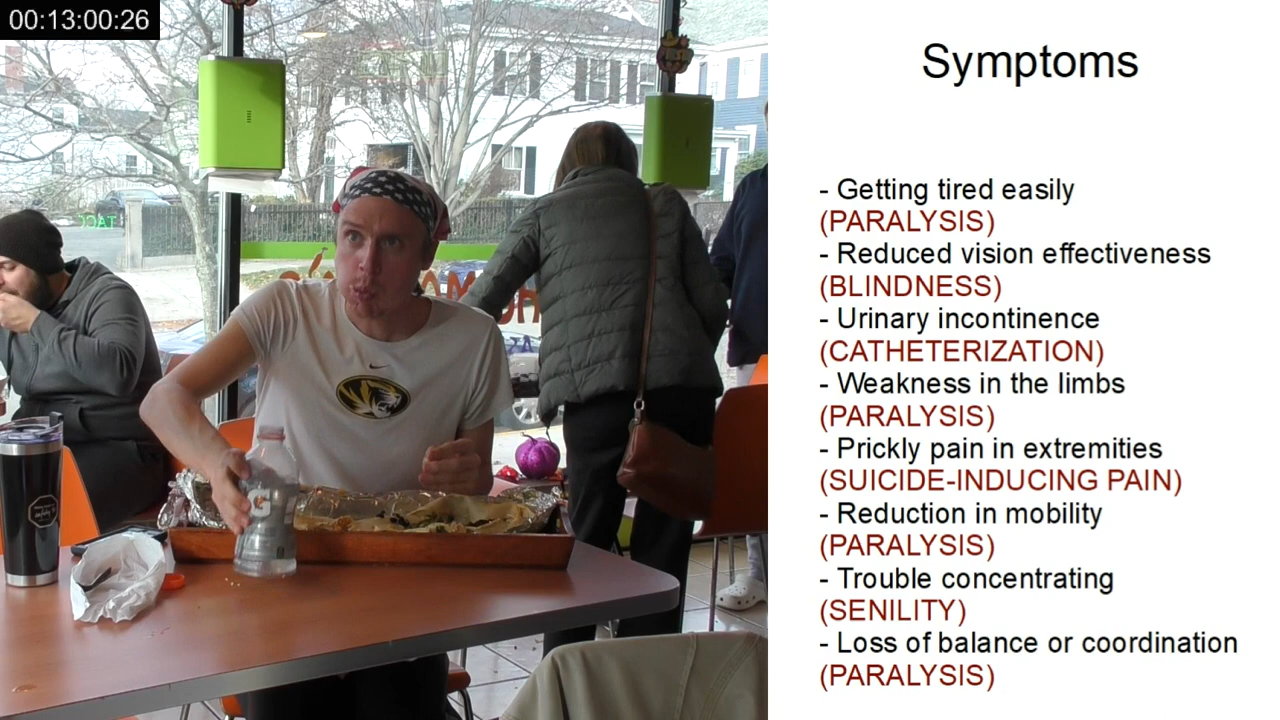 00:13:00:26
Symptoms
- Getting tired easily
(PARALYSIS)
- Reduced vision effectiveness
(BLINDNESS)
- Urinary incontinence
(CATHETERIZATION)
- Weakness in the limbs
(PARALYSIS)
- Prickly pain in extremities
(SUICIDE-INDUCING PAIN)
- Reduction in mobility
(PARALYSIS)
- Trouble concentrating
(SENILITY)
- Loss of balance or coordination
(PARALYSIS)